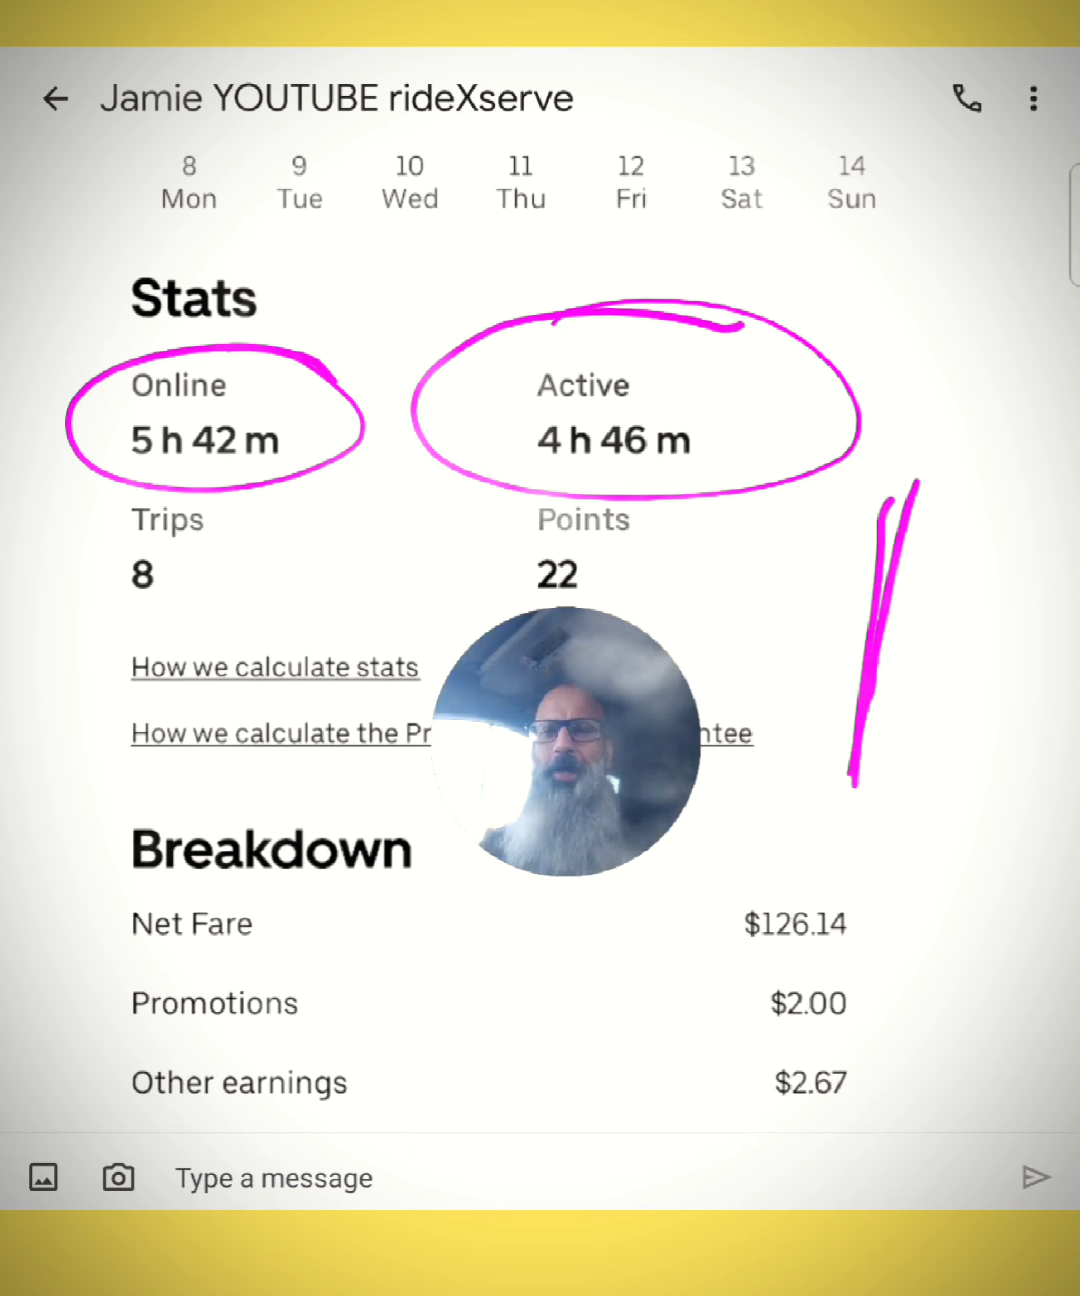 Jamie YOUTUBE rideXserve
8 9 10 11 12 13 14
Mon Tue Wed Thu Fri Sat Sun
Stats
Online Active
5 h 42 m 4 h 46 m
Trips Points
8 22
How we calculate stats
How we calculate the Pr ntee
Breakdown
Net Fare $126.14
Promotions $2.00
Other earnings $2.67
Type a message